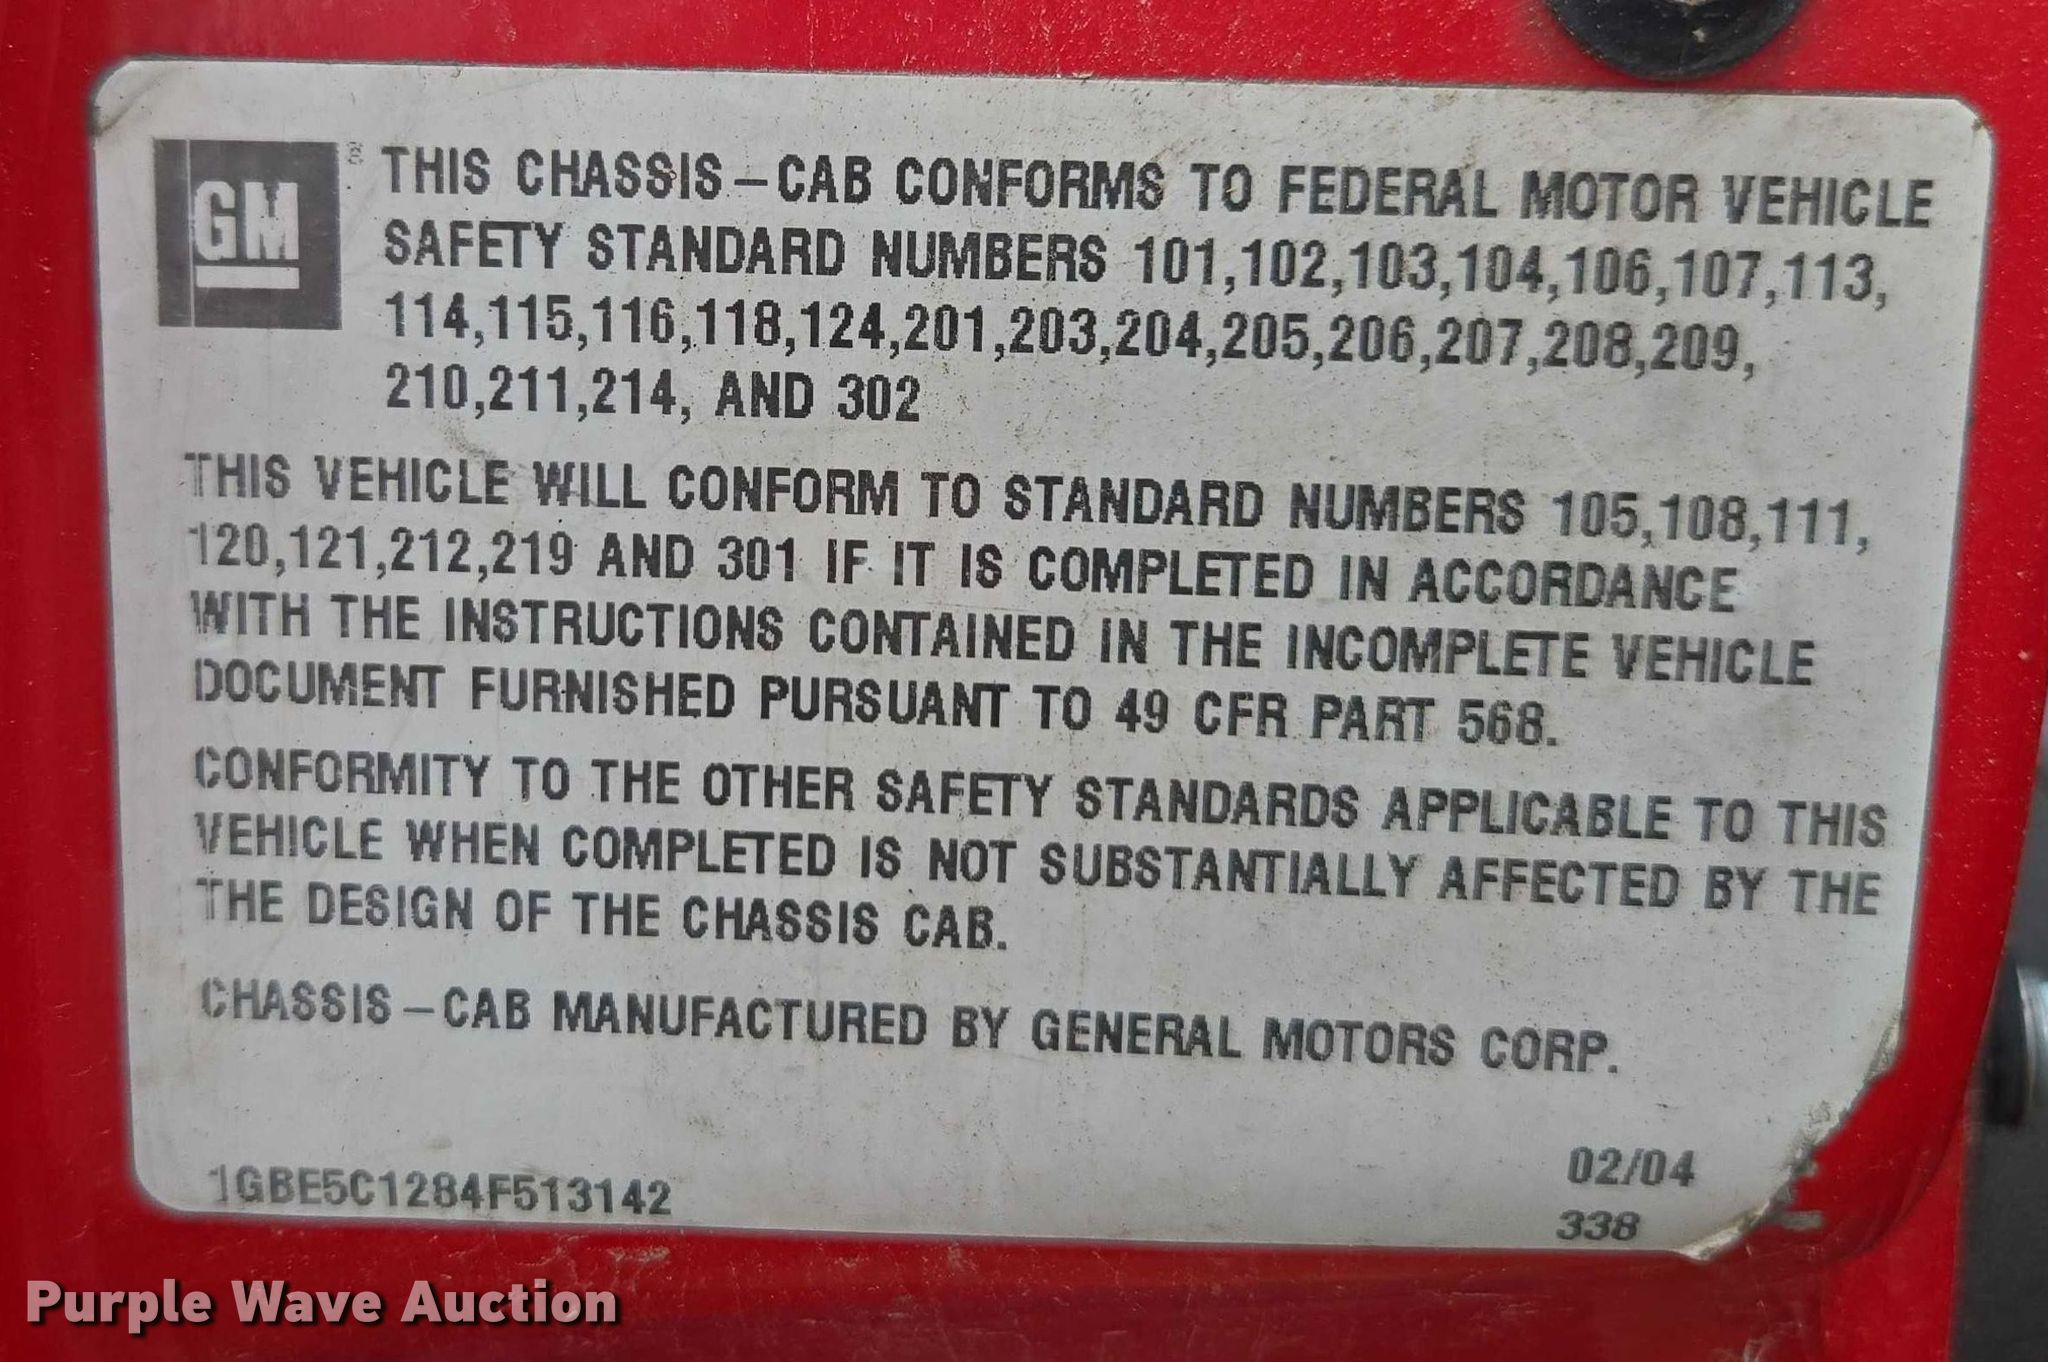 GM ® THIS CHASSIS-CAB CONFORMS TO FEDERAL MOTOR VEHICLE
SAFETY STANDARD NUMBERS 101,102,103,104,106,107,113,
114,115,116,118,124,201,203,204,205,206,207,208,209,
210,211,214, AND 302
THIS VEHICLE WILL CONFORM TO STANDARD NUMBERS 105,108,111,
120,121,212,219 AND 301 IF IT IS COMPLETED IN ACCORDANCE
WITH THE INSTRUCTIONS CONTAINED IN THE INCOMPLETE VEHICLE
DOCUMENT FURNISHED PURSUANT TO 49 CFR PART 568.
CONFORMITY TO THE OTHER SAFETY STANDARDS APPLICABLE TO THIS
VEHICLE WHEN COMPLETED IS NOT SUBSTANTIALLY AFFECTED BY THE
THE DESIGN OF THE CHASSIS CAB.
CHASSIS-CAB MANUFACTURED BY GENERAL MOTORS CORP.
02/04
1GBE5C1284F513142
338
Purple Wave Auction